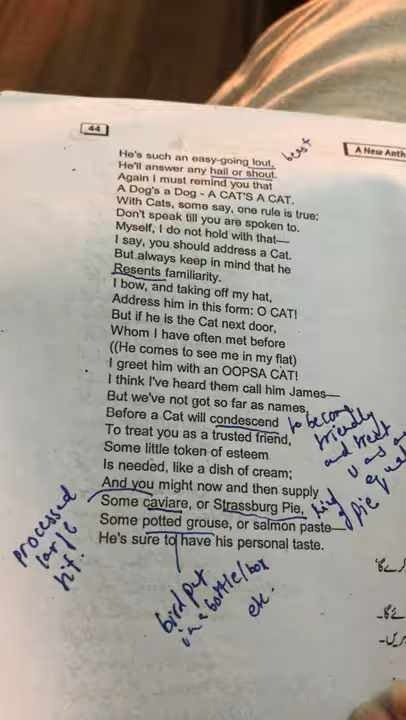 44
A New Anth
He's such an easy-going lout,
best
He'll answer any hail or shout.
Again I must remind you that
A Dog's a Dog - A CAT'S A CAT.
With Cats, some say, one rule is true:
Don't speak till you are spoken to.
Myself, I do not hold with that—
I say, you should address a Cat.
But always keep in mind that he
Resents familiarity.
I bow, and taking off my hat,
Address him in this form: O CAT!
But if he is the Cat next door,
Whom I have often met before
((He comes to see me in my flat)
I greet him with an OOPSA CAT!
I think I've heard them call him James—
But we've not got so far as names,
Before a Cat will condescend
to become
friendly
and treat
u as an
equal
To treat you as a trusted friend,
Some little token of esteem
Is needed, like a dish of cream;
And you might now and then supply
Some caviare, or Strassburg Pie,
kind
of pie
Some potted grouse, or salmon paste—
He's sure to have his personal taste.
processed
bird put
in a bottle/box
etc.